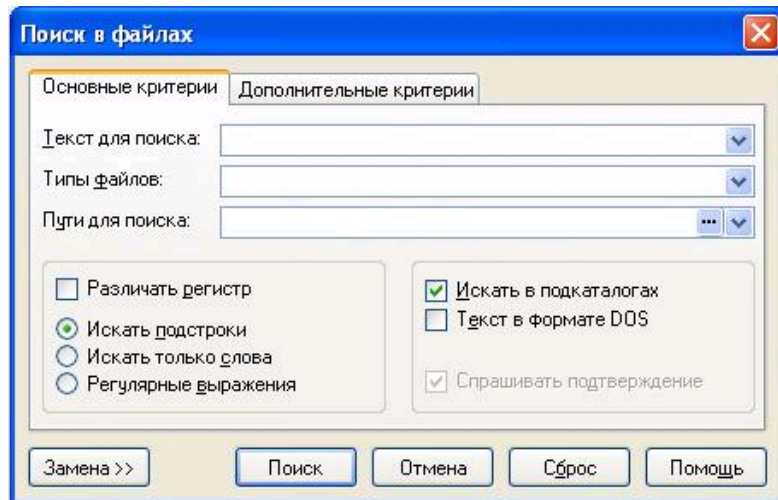 Поиск в файлах
Основные критерии Дополнительные критерии
Текст для поиска:
Типы файлов:
Пути для поиска:
Различать регистр
Искать подстроки
Искать только слова
Регулярные выражения
Искать в подкаталогах
Текст в формате DOS
Спрашивать подтверждение
Замена >> Поиск Отмена Сброс Помощь